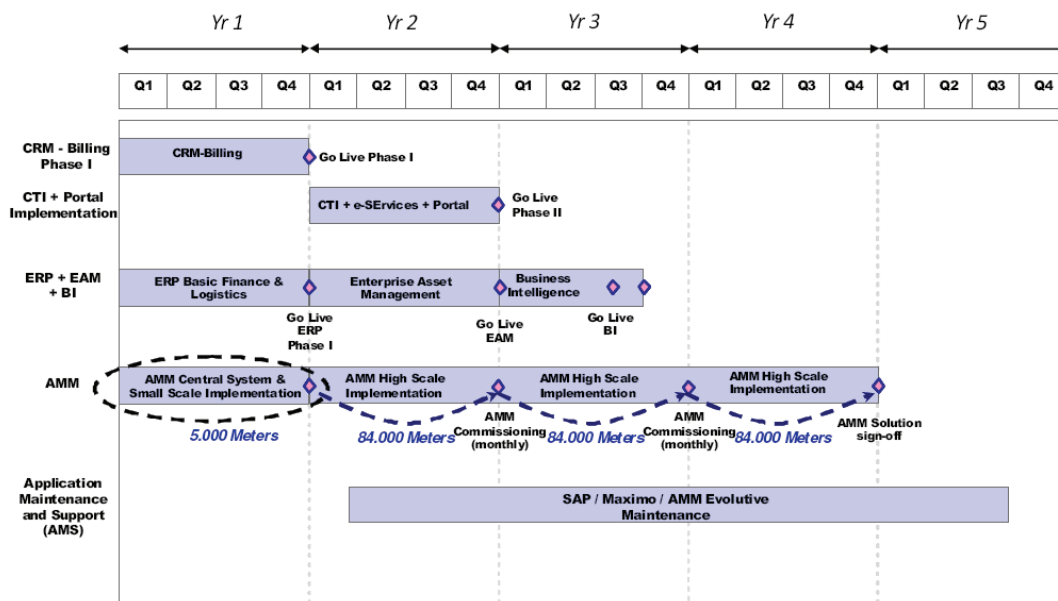 Yr 1 Yr 2 Yr 3 Yr 4 Yr 5
Q1 Q2 Q3 Q4 Q1 Q2 Q3 Q4 Q1 Q2 Q3 Q4 Q1 Q2 Q3 Q4 Q1 Q2 Q3 Q4
CRM - Billing
Phase I
CRM-Billing
Go Live Phase I
CTI + Portal
Implementation
CTI + e-SErvices + Portal
Go Live
Phase II
ERP + EAM
+ BI
ERP Basic Finance &
Logistics
Enterprise Asset
Management
Business
Intelligence
Go Live
ERP
Phase I
Go Live
EAM
Go Live
BI
AMM
AMM Central System &
Small Scale Implementation
AMM High Scale
Implementation
AMM High Scale
Implementation
AMM High Scale
Implementation
5.000 Meters
84.000 Meters
AMM
Commissioning
(monthly)
84.000 Meters
AMM
Commissioning
(monthly)
84.000 Meters
AMM Solution
sign-off
Application
Maintenance
and Support
(AMS)
SAP / Maximo / AMM Evolutive
Maintenance